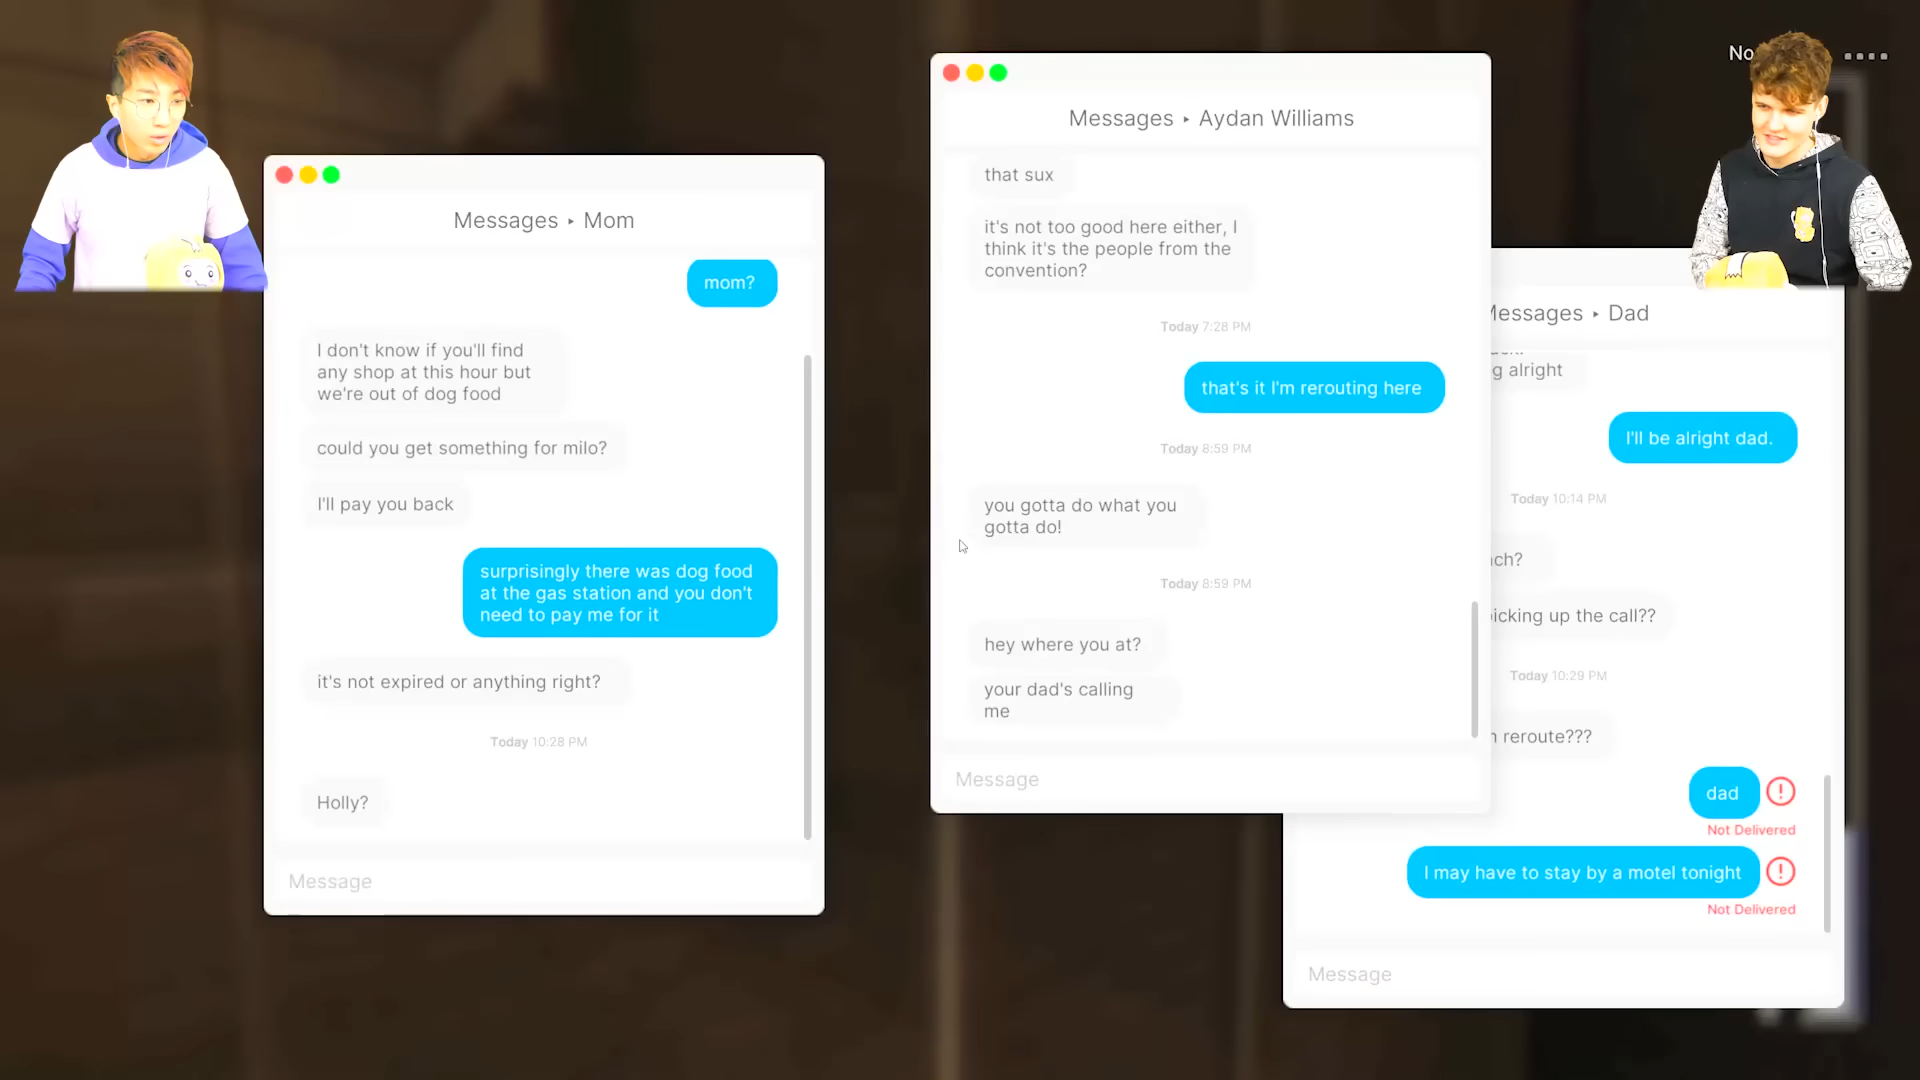 No
Messages ▸ Mom
mom?
I don't know if you'll find
any shop at this hour but
we're out of dog food
could you get something for milo?
I'll pay you back
surprisingly there was dog food
at the gas station and you don't
need to pay me for it
it's not expired or anything right?
Today 10:28 PM
Holly?
Message
Messages ▸ Aydan Williams
that sux
it's not too good here either, I
think it's the people from the
convention?
Today 7:28 PM
that's it I'm rerouting here
Today 8:59 PM
you gotta do what you
gotta do!
Today 8:59 PM
hey where you at?
your dad's calling
me
Message
Messages ▸ Dad
alright
I'll be alright dad.
Today 10:14 PM
up the call??
Today 10:29 PM
reroute???
dad
Not Delivered
I may have to stay by a motel tonight
Not Delivered
Message